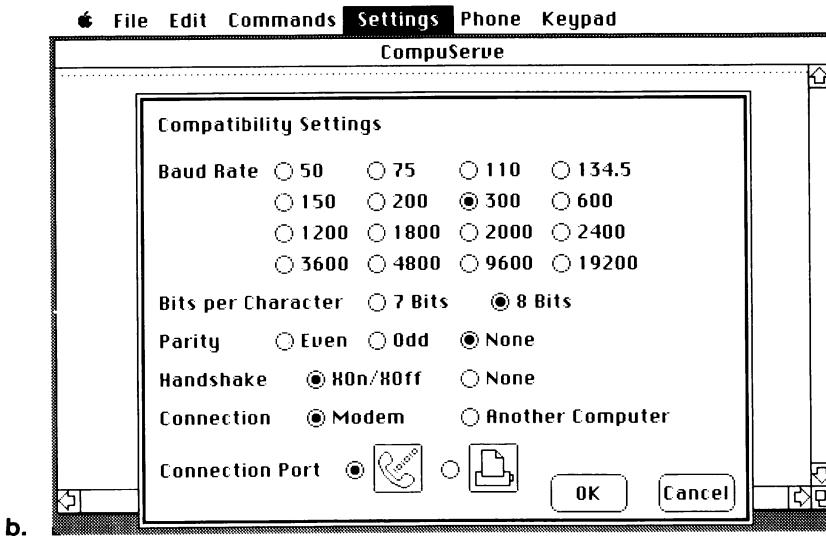 File Edit Commands Settings Phone Keypad
CompuServe
Compatibility Settings
Baud Rate 50 75 110 134.5
150 200 300 600
1200 1800 2000 2400
3600 4800 9600 19200
Bits per Character 7 Bits 8 Bits
Parity Even Odd None
Handshake XOn/XOff None
Connection Modem Another Computer
Connection Port
OK Cancel
b.